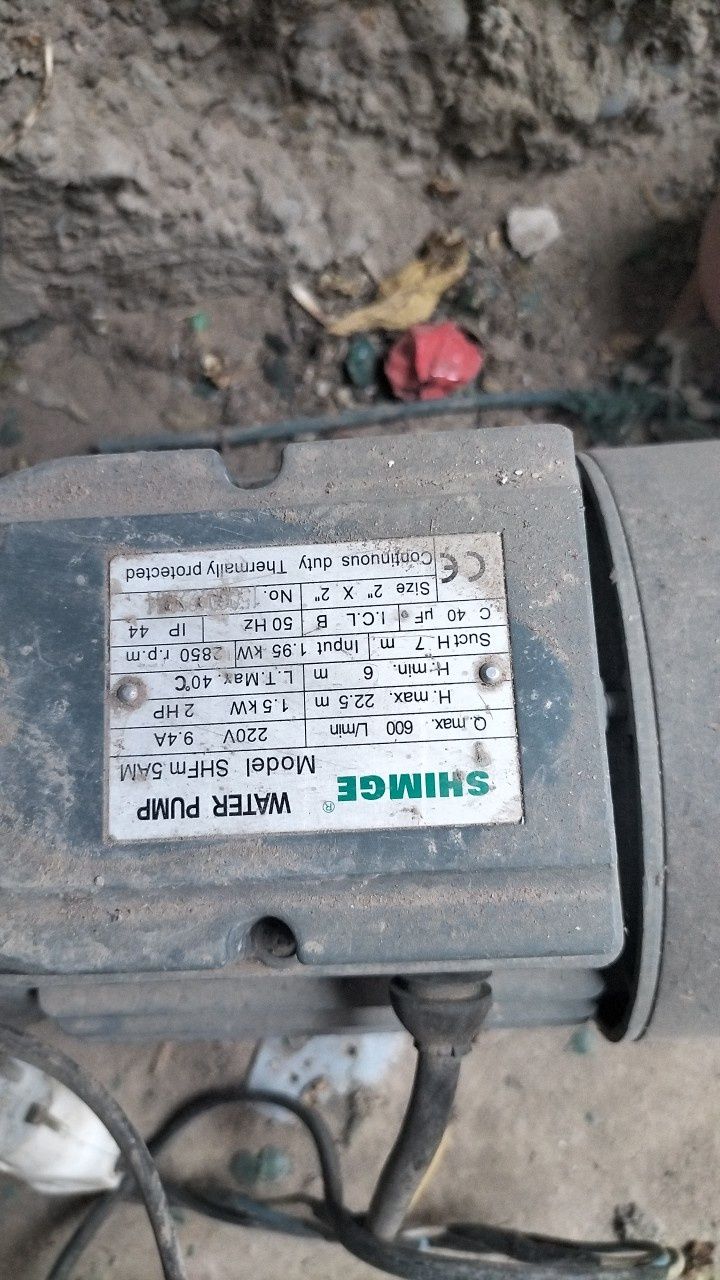 SHIMGE ® WATER PUMP
Model SHFm 5AM
Q.max. 600 L/min 220V 9.4A
H.max. 22.5 m 1.5 kW 2 HP
H.min. 6 m L.T.Max. 40℃
Suct H 7 m Input 1.95 kW 2850 r.p.m
C 40 µF I.CL B 50 Hz IP 44
Size 2" X 2" No.
CE Continuous duty Thermally protected